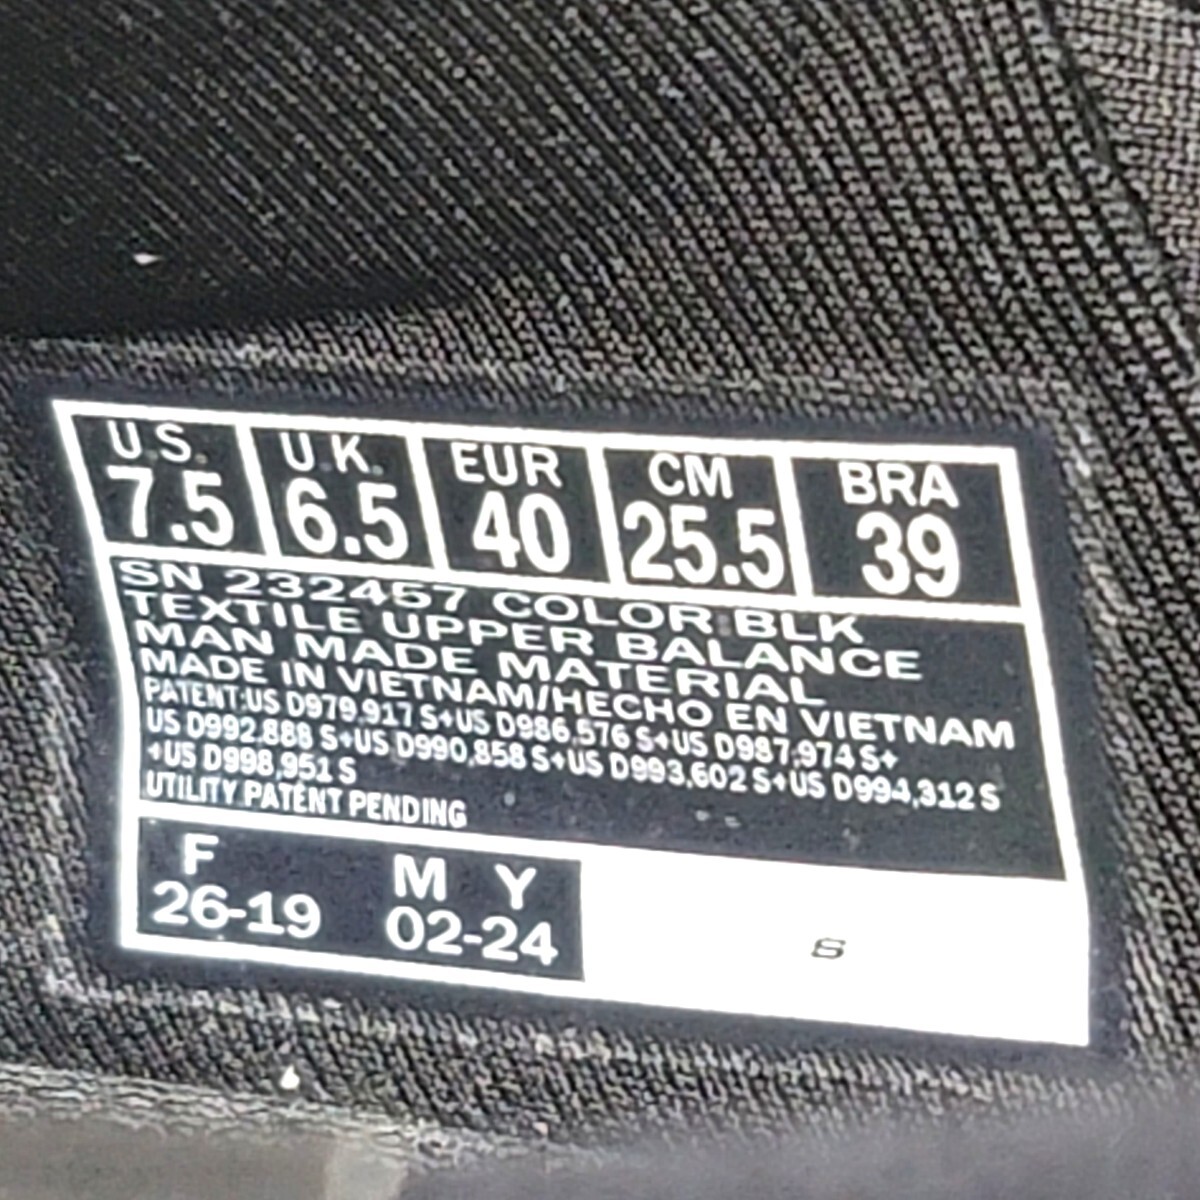 U.S. U.K. EUR CM BRA
7.5 6.5 40 25.5 39
SN 232457 COLOR:BLK
TEXTILE UPPER BALANCE
MAN MADE MATERIAL
MADE IN VIETNAM/HECHO EN VIETNAM
PATENT:US D979,917 S+US D986,576 S+US D987,974 S+
US D992,888 S+US D990,858 S+US D993,602 S+US D994,312 S
+US D998,951 S
UTILITY PATENT PENDING
F M Y
26-19 02-24
S